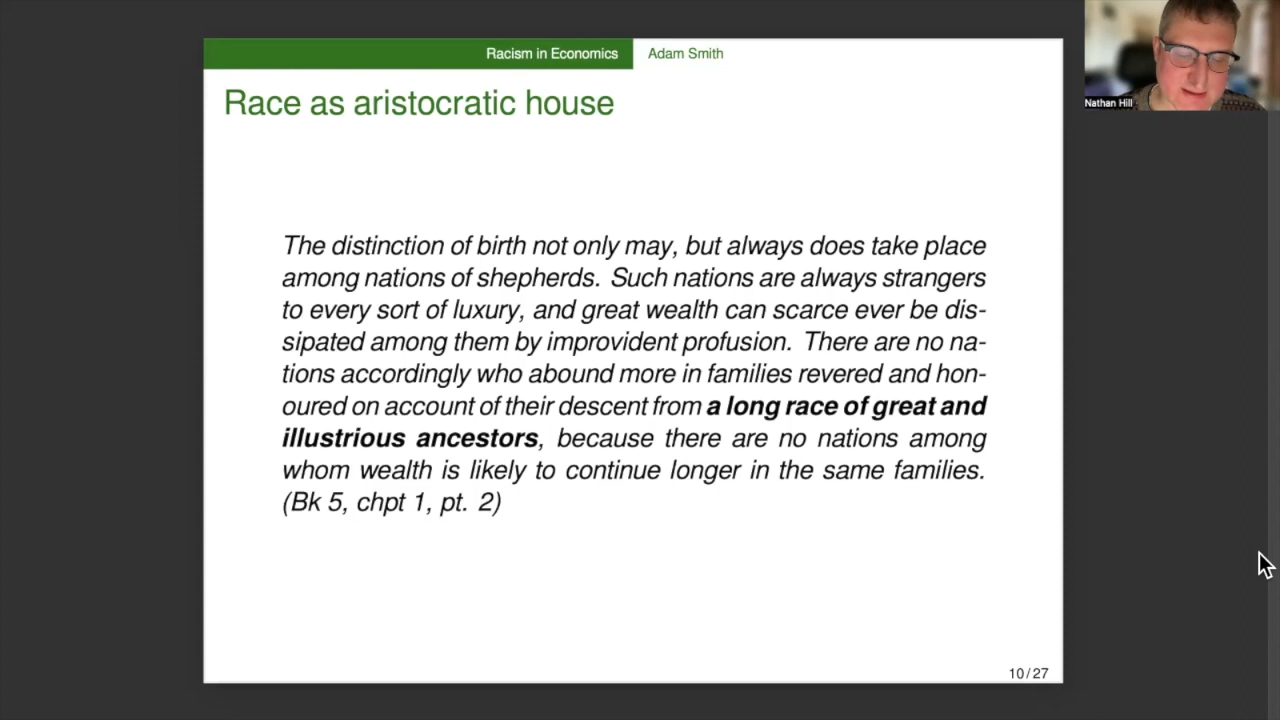 Racism in Economics Adam Smith
Nathan Hill
Race as aristocratic house
The distinction of birth not only may, but always does take place
among nations of shepherds. Such nations are always strangers
to every sort of luxury, and great wealth can scarce ever be dis-
sipated among them by improvident profusion. There are no na-
tions accordingly who abound more in families revered and hon-
oured on account of their descent from a long race of great and
illustrious ancestors, because there are no nations among
whom wealth is likely to continue longer in the same families.
(Bk 5, chpt 1, pt. 2)
10/27